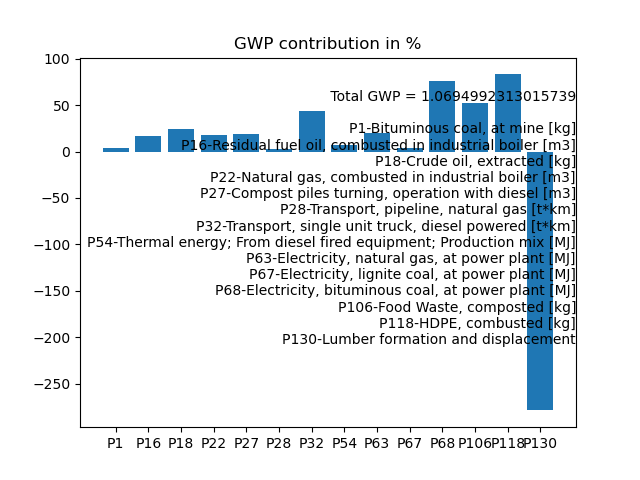 GWP contribution in %
100
50
0
−50
−100
−150
−200
−250
Total GWP = 1.0694992313015739
P1-Bituminous coal, at mine [kg]
P16-Residual fuel oil, combusted in industrial boiler [m3]
P18-Crude oil, extracted [kg]
P22-Natural gas, combusted in industrial boiler [m3]
P27-Compost piles turning, operation with diesel [m3]
P28-Transport, pipeline, natural gas [t*km]
P32-Transport, single unit truck, diesel powered [t*km]
P54-Thermal energy; From diesel fired equipment; Production mix [MJ]
P63-Electricity, natural gas, at power plant [MJ]
P67-Electricity, lignite coal, at power plant [MJ]
P68-Electricity, bituminous coal, at power plant [MJ]
P106-Food Waste, composted [kg]
P118-HDPE, combusted [kg]
P130-Lumber formation and displacement
P1 P16 P18 P22 P27 P28 P32 P54 P63 P67 P68 P106 P118 P130